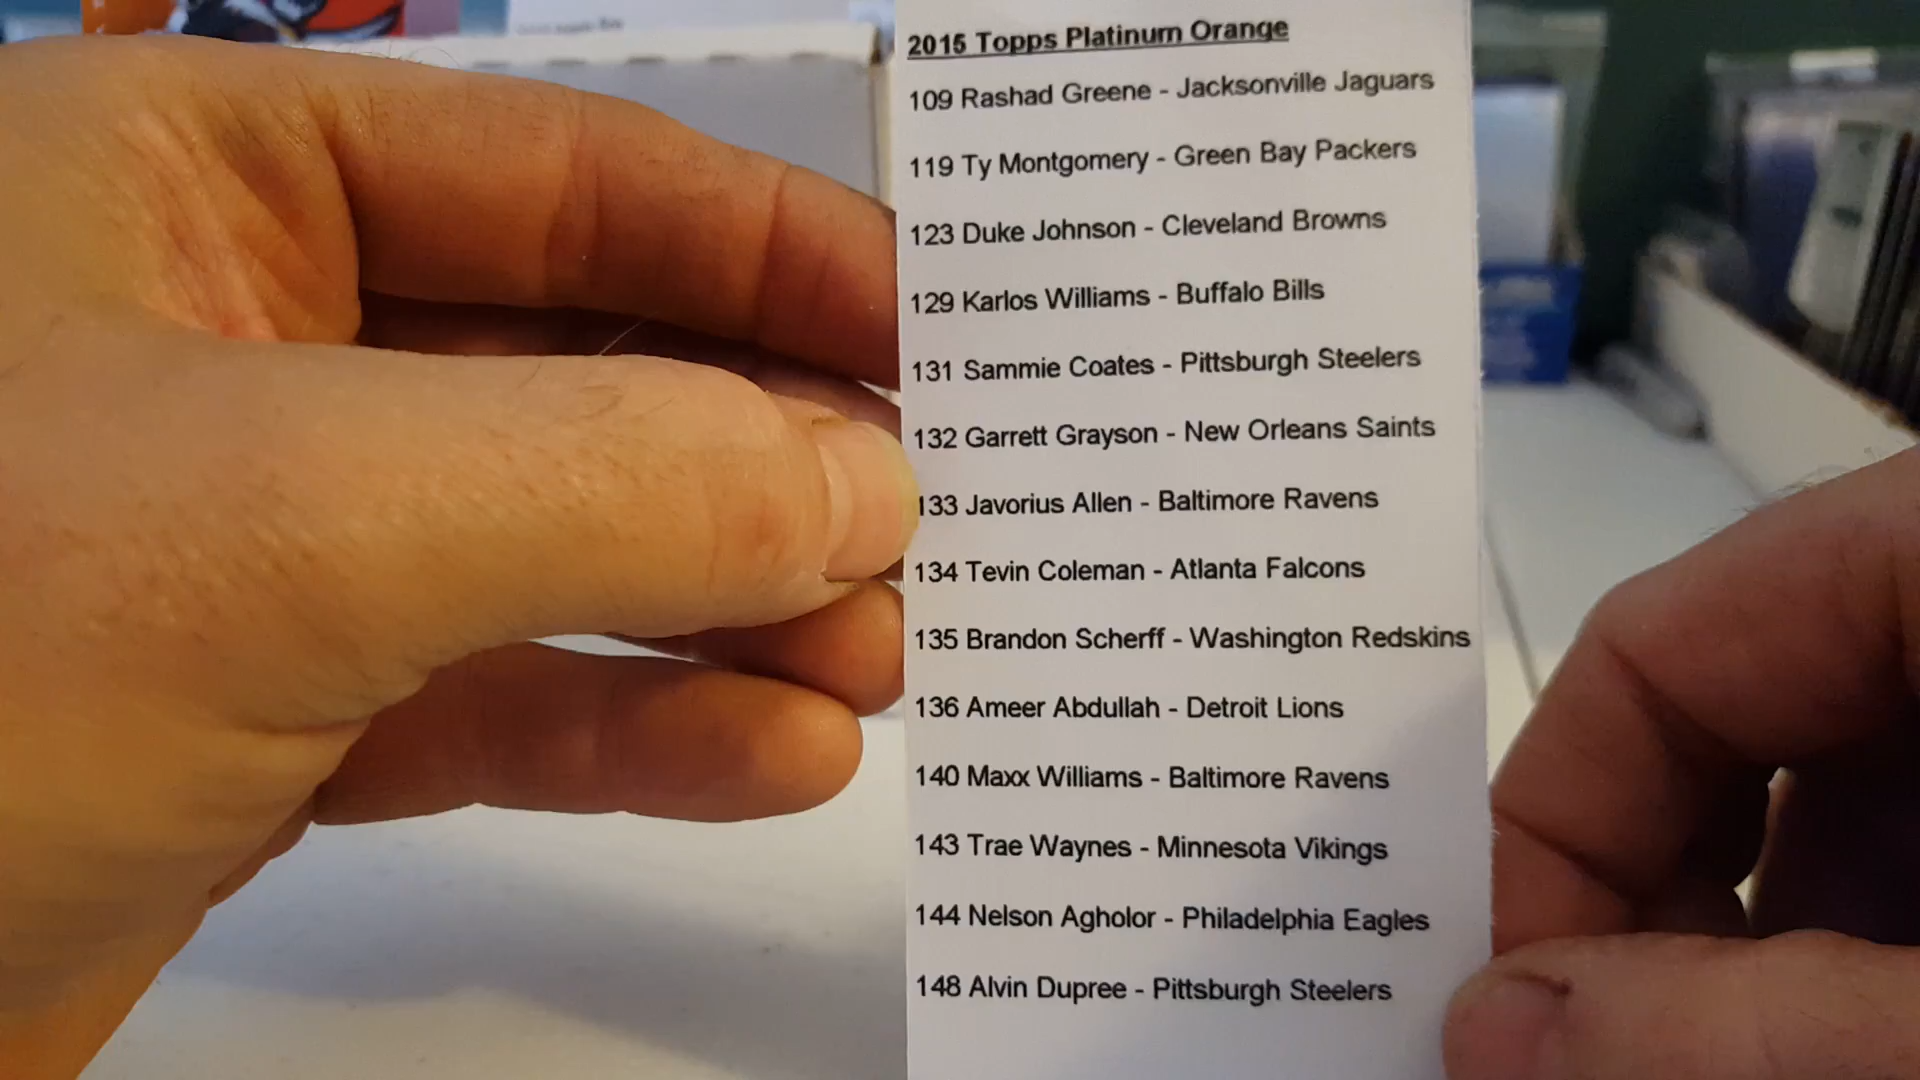 2015 Topps Platinum Orange
109 Rashad Greene - Jacksonville Jaguars
119 Ty Montgomery - Green Bay Packers
123 Duke Johnson - Cleveland Browns
129 Karlos Williams - Buffalo Bills
131 Sammie Coates - Pittsburgh Steelers
132 Garrett Grayson - New Orleans Saints
133 Javorius Allen - Baltimore Ravens
134 Tevin Coleman - Atlanta Falcons
135 Brandon Scherff - Washington Redskins
136 Ameer Abdullah - Detroit Lions
140 Maxx Williams - Baltimore Ravens
143 Trae Waynes - Minnesota Vikings
144 Nelson Agholor - Philadelphia Eagles
148 Alvin Dupree - Pittsburgh Steelers